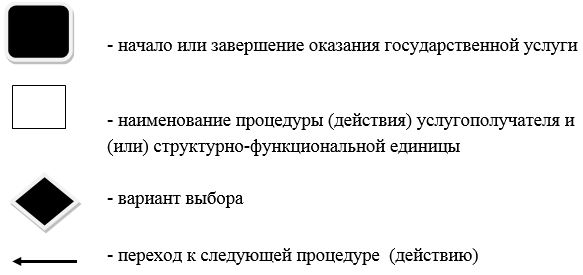 - начало или завершение оказания государственной услуги
- наименование процедуры (действия) услугополучателя и
(или) структурно-функциональной единицы
- вариант выбора
- переход к следующей процедуре (действию)